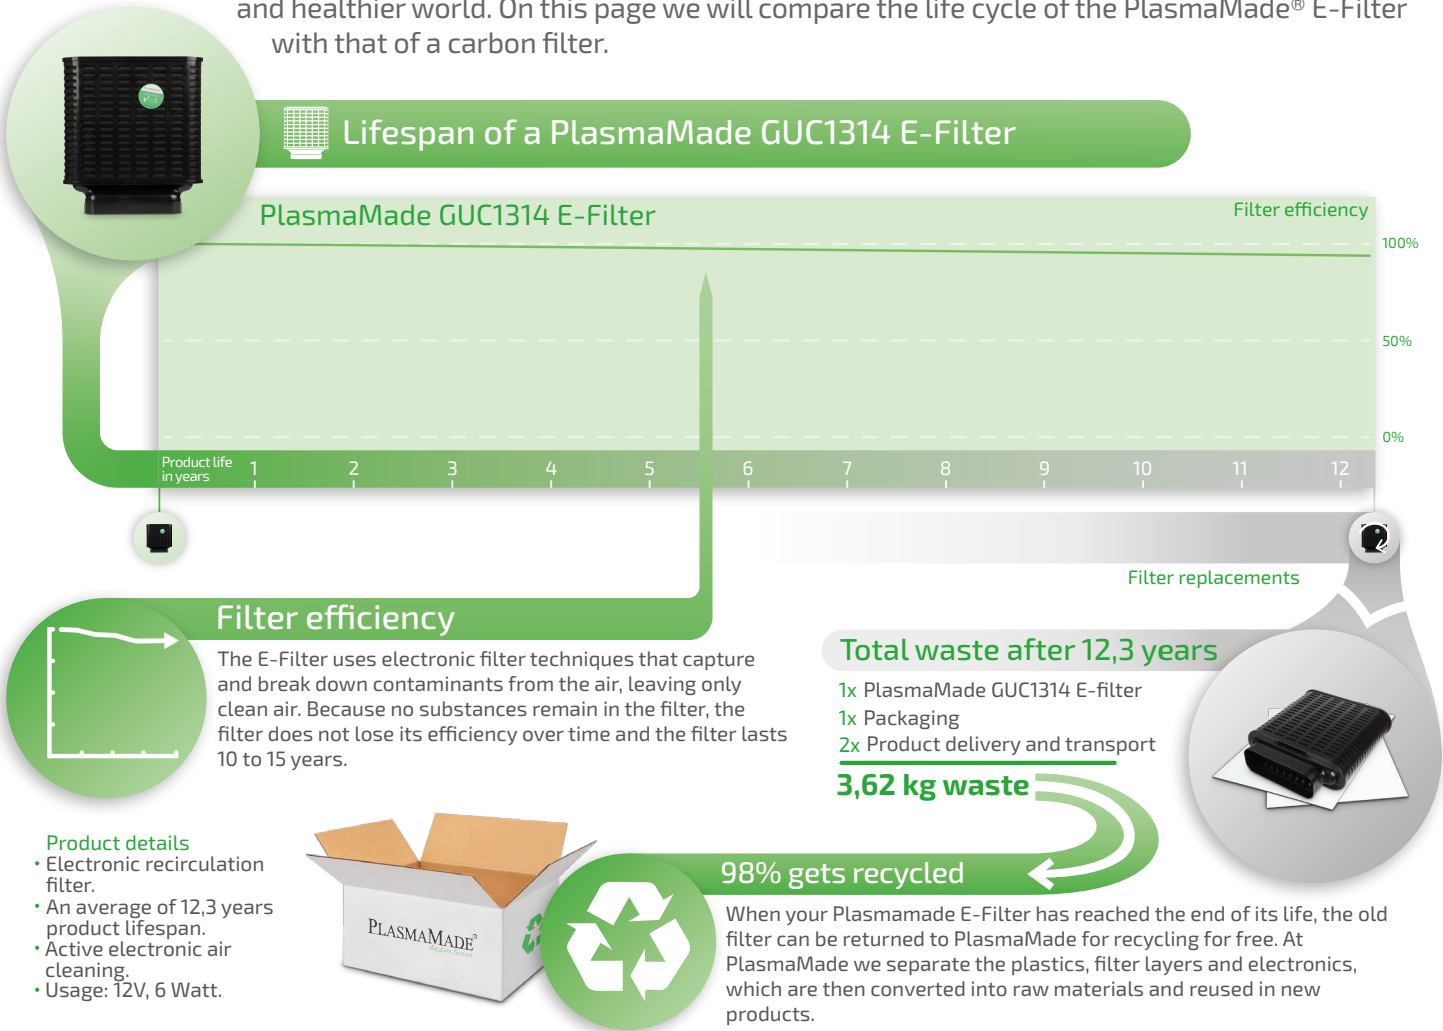 and healthier world. On this page we will compare the life cycle of the PlasmaMade® E-Filter
with that of a carbon filter.
Lifespan of a PlasmaMade GUC1314 E-Filter
PlasmaMade GUC1314 E-Filter
Filter efficiency
100%
50%
0%
Product life
in years
1 2 3 4 5 6 7 8 9 10 11 12
Filter replacements
Filter efficiency
The E-Filter uses electronic filter techniques that capture
and break down contaminants from the air, leaving only
clean air. Because no substances remain in the filter, the
filter does not lose its efficiency over time and the filter lasts
10 to 15 years.
Total waste after 12,3 years
1x PlasmaMade GUC1314 E-filter
1x Packaging
2x Product delivery and transport
3,62 kg waste
Product details
• Electronic recirculation
filter.
• An average of 12,3 years
product lifespan.
• Active electronic air
cleaning.
• Usage: 12V, 6 Watt.
PLASMAMADE®
98% gets recycled
When your Plasmamade E-Filter has reached the end of its life, the old
filter can be returned to PlasmaMade for recycling for free. At
PlasmaMade we separate the plastics, filter layers and electronics,
which are then converted into raw materials and reused in new
products.